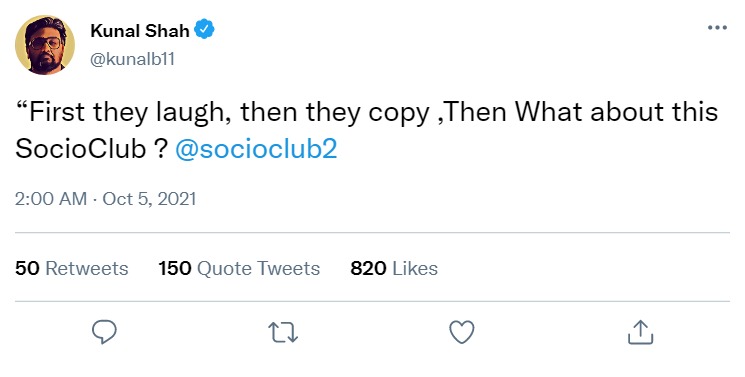 Kunal Shah
@kunalb11
“First they laugh, then they copy ,Then What about this
SocioClub ? @socioclub2
2:00 AM · Oct 5, 2021
50 Retweets 150 Quote Tweets 820 Likes